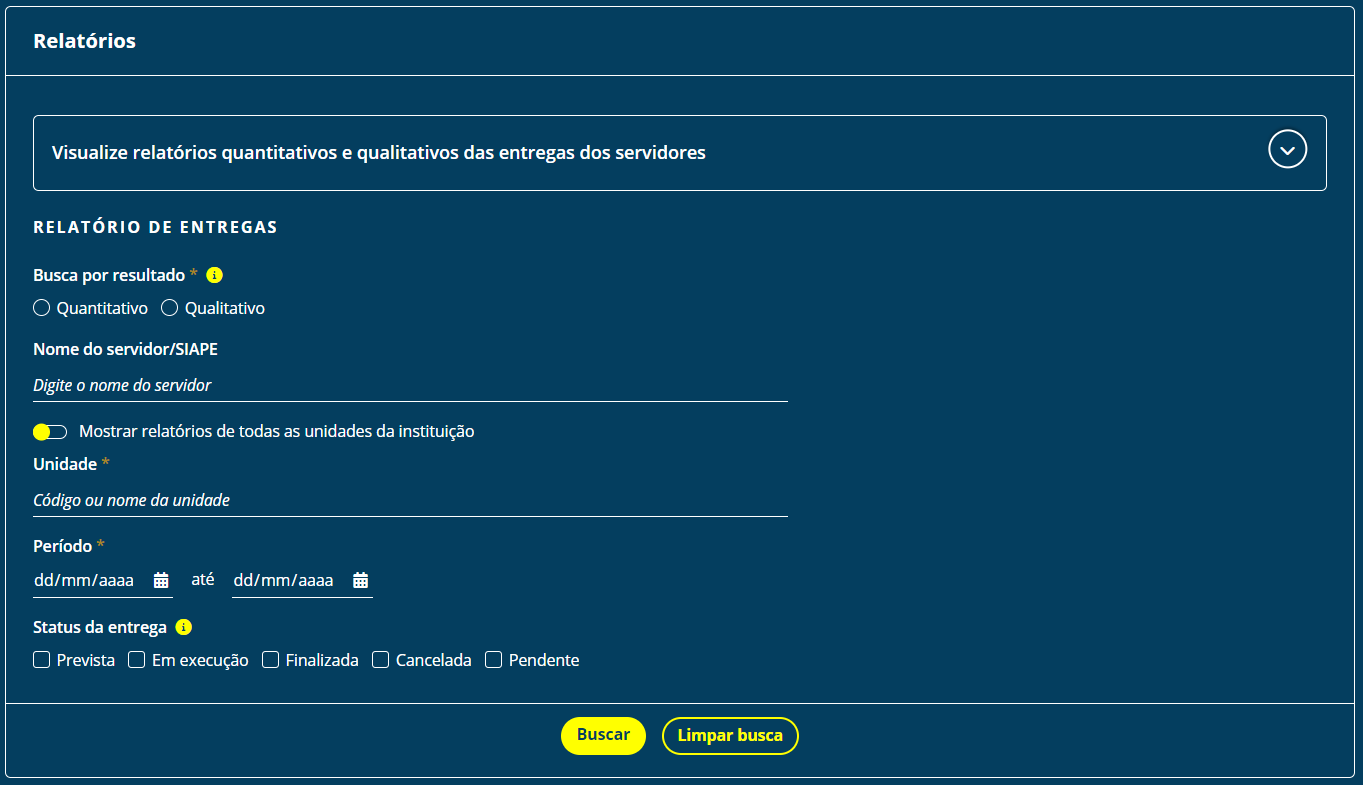 Relatórios
Visualize relatórios quantitativos e qualitativos das entregas dos servidores
RELATÓRIO DE ENTREGAS
Busca por resultado *
Quantitativo Qualitativo
Nome do servidor/SIAPE
Digite o nome do servidor
Mostrar relatórios de todas as unidades da instituição
Unidade *
Código ou nome da unidade
Período *
dd/mm/aaaa até dd/mm/aaaa
Status da entrega
Prevista Em execução Finalizada Cancelada Pendente
Buscar Limpar busca